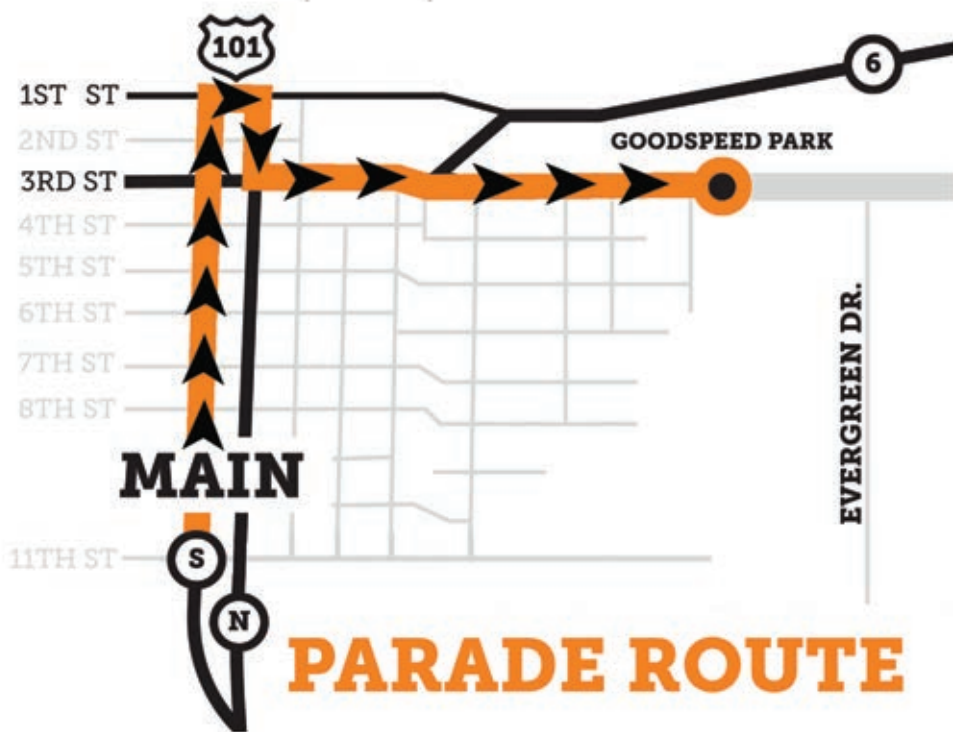 101
6
1ST ST
2ND ST
GOODSPEED PARK
3RD ST
4TH ST
5TH ST
6TH ST
7TH ST
8TH ST
EVERGREEN DR.
MAIN
11TH ST
S
N
PARADE ROUTE